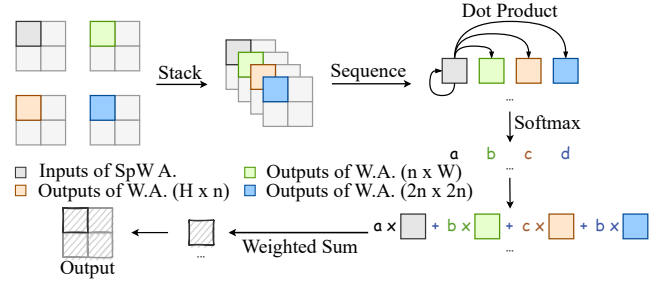 Dot Product
Stack
Sequence
...
Softmax
a b c d
...
Inputs of SpW A.
Outputs of W.A. (n x W)
Outputs of W.A. (H x n)
Outputs of W.A. (2n x 2n)
a x + b x + c x + b x
...
Weighted Sum
...
Output